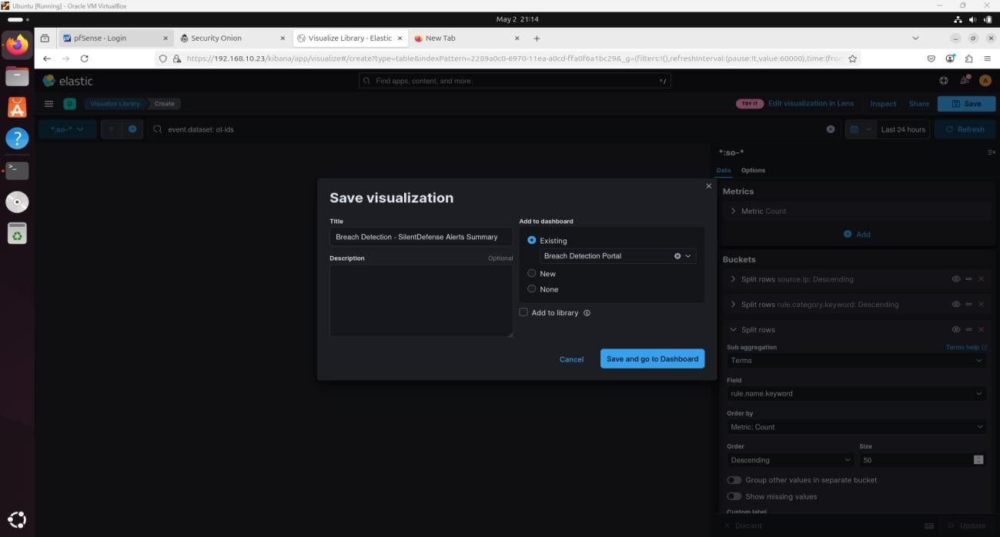 Ubuntu [Running] - Oracle VM VirtualBox
May 2 21:14
pfSense - Login
Security Onion
Visualize Library - Elastic
New Tab
https://192.168.10.23/kibana/app/visualize#/create?type=table&indexPattern=2289a0c0-6970-11ea-a0cd-ffa0f6a1bc29&_g=(filters:!(),refreshInterval:(pause:!t,value:60000),time:(fron
elastic
Find apps, content, and more.
^/
A
D
Visualize Library
Create
TRY IT
Edit visualization in Lens
Inspect
Share
Save
*:so-*
event.dataset: ot-ids
Last 24 hours
Refresh
*:so-*
Data
Options
Metrics
Metric Count
Add
Buckets
Split rows source.ip: Descending
Split rows rule.category.keyword: Descending
Split rows
Sub aggregation
Terms help
Terms
Field
rule.name.keyword
Order by
Metric: Count
Order
Size
Descending
50
Group other values in separate bucket
Show missing values
Custom label
Discard
Update
Save visualization
Title
Breach Detection - SilentDefense Alerts Summary
Description
Optional
Add to dashboard
Existing
Breach Detection Portal
New
None
Add to library
Cancel
Save and go to Dashboard